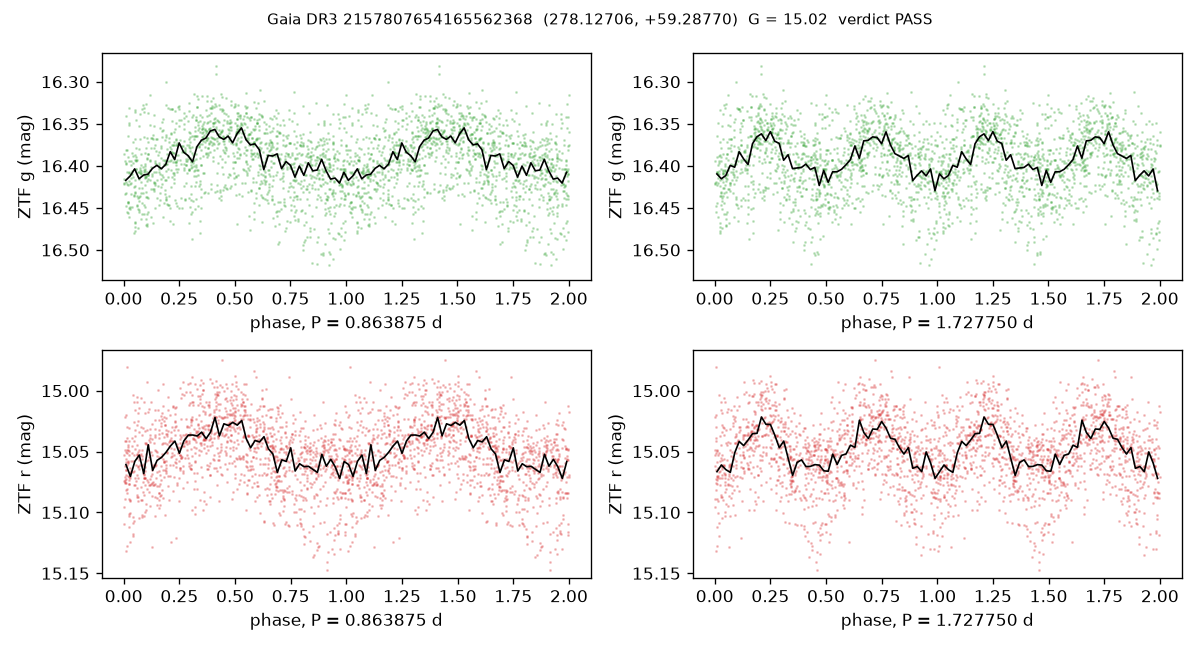 Gaia DR3 2157807654165562368 (278.12706, +59.28770) G = 15.02 verdict PASS
ZTF g (mag)
16.30
16.35
16.40
16.45
16.50
0.00 0.25 0.50 0.75 1.00 1.25 1.50 1.75 2.00
phase, P = 0.863875 d
ZTF g (mag)
16.30
16.35
16.40
16.45
16.50
0.00 0.25 0.50 0.75 1.00 1.25 1.50 1.75 2.00
phase, P = 1.727750 d
ZTF r (mag)
15.00
15.05
15.10
15.15
0.00 0.25 0.50 0.75 1.00 1.25 1.50 1.75 2.00
phase, P = 0.863875 d
ZTF r (mag)
15.00
15.05
15.10
15.15
0.00 0.25 0.50 0.75 1.00 1.25 1.50 1.75 2.00
phase, P = 1.727750 d